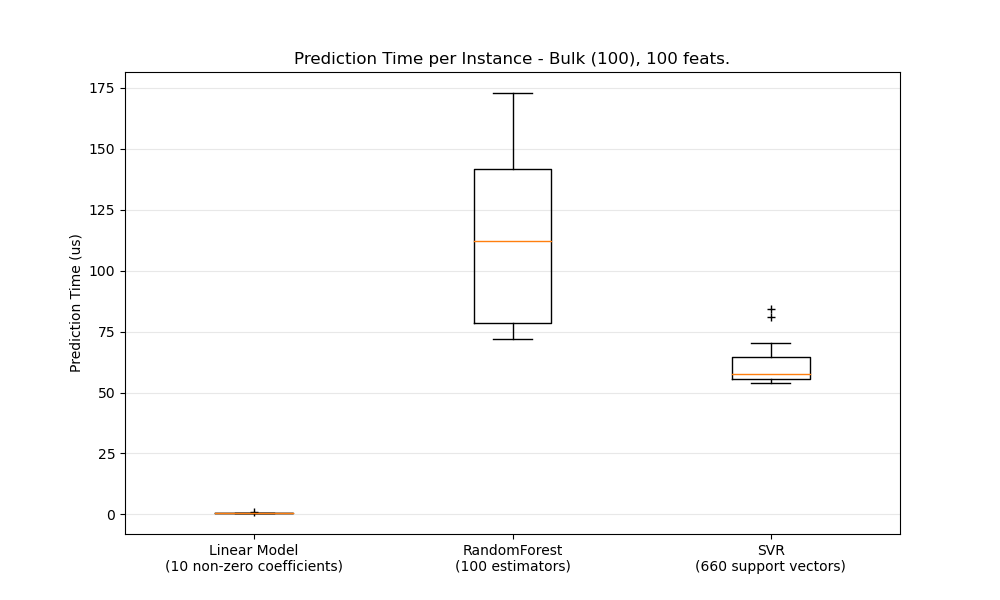 Prediction Time per Instance - Bulk (100), 100 feats.
Prediction Time (us)
175
150
125
100
75
50
25
0
Linear Model
(10 non-zero coefficients)
RandomForest
(100 estimators)
SVR
(660 support vectors)